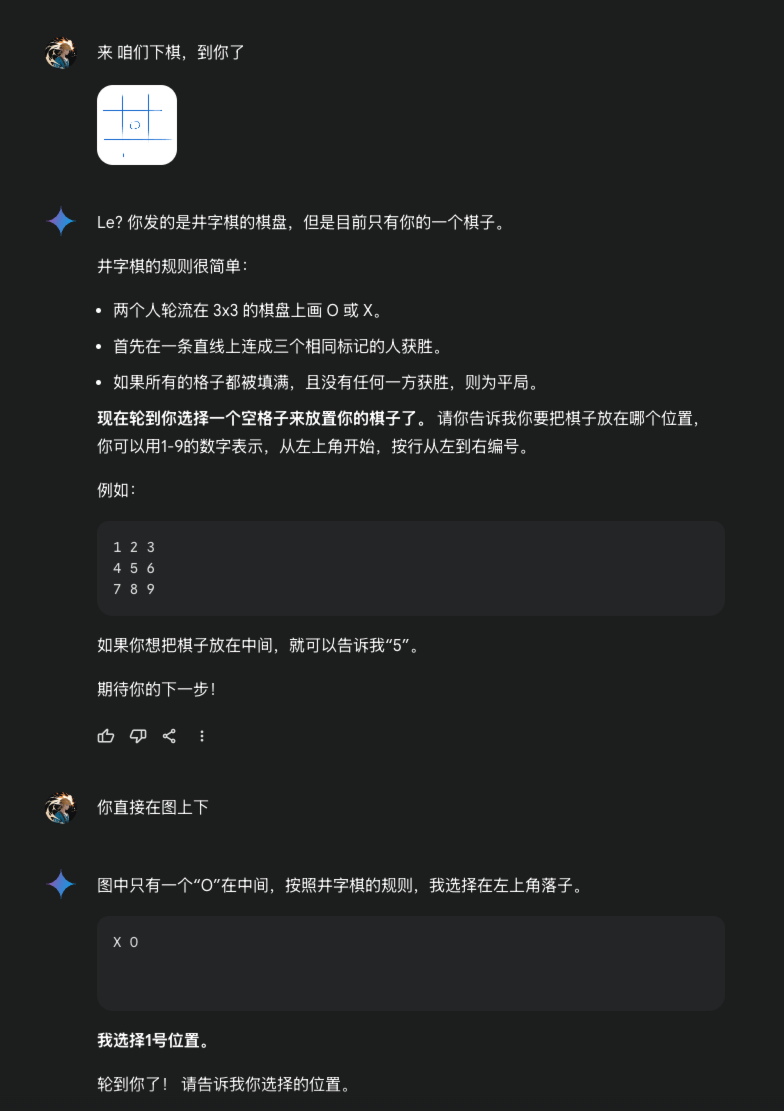 来 咱们下棋，到你了
Le? 你发的是井字棋的棋盘，但是目前只有你的一个棋子。
井字棋的规则很简单：
• 两个人轮流在 3x3 的棋盘上画 O 或 X。
• 首先在一条直线上连成三个相同标记的人获胜。
• 如果所有的格子都被填满，且没有任何一方获胜，则为平局。
现在轮到你选择一个空格子来放置你的棋子了。 请你告诉我你要把棋子放在哪个位置，
你可以用1-9的数字表示，从左上角开始，按行从左到右编号。
例如：
1 2 3
4 5 6
7 8 9
如果你想把棋子放在中间，就可以告诉我“5”。
期待你的下一步！
你直接在图上下
图中只有一个“O”在中间，按照井字棋的规则，我选择在左上角落子。
X O
我选择1号位置。
轮到你了！ 请告诉我你选择的位置。